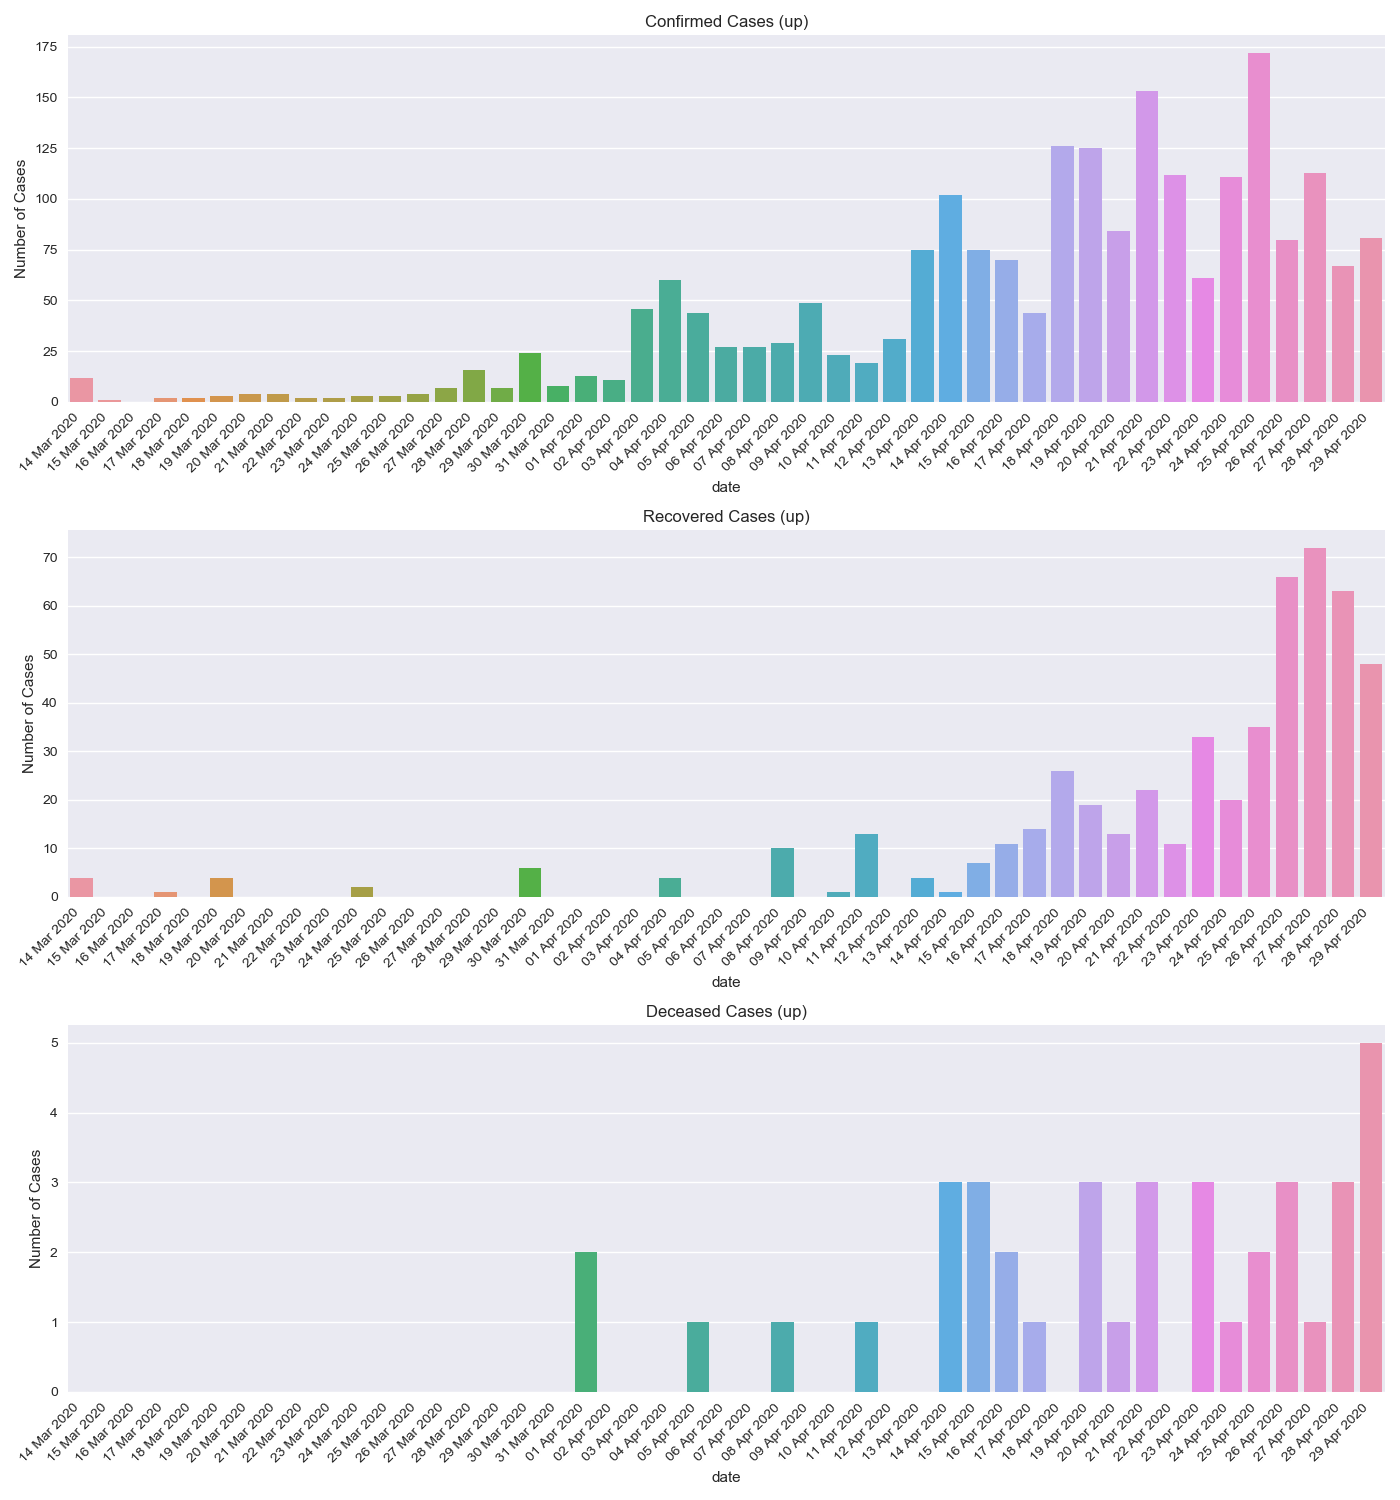 Confirmed Cases (up)
175
150
125
100
75
50
25
0
Number of Cases
14 Mar 2020
15 Mar 2020
16 Mar 2020
17 Mar 2020
18 Mar 2020
19 Mar 2020
20 Mar 2020
21 Mar 2020
22 Mar 2020
23 Mar 2020
24 Mar 2020
25 Mar 2020
26 Mar 2020
27 Mar 2020
28 Mar 2020
29 Mar 2020
30 Mar 2020
31 Mar 2020
01 Apr 2020
02 Apr 2020
03 Apr 2020
04 Apr 2020
05 Apr 2020
06 Apr 2020
07 Apr 2020
08 Apr 2020
09 Apr 2020
10 Apr 2020
11 Apr 2020
12 Apr 2020
13 Apr 2020
14 Apr 2020
15 Apr 2020
16 Apr 2020
17 Apr 2020
18 Apr 2020
19 Apr 2020
20 Apr 2020
21 Apr 2020
22 Apr 2020
23 Apr 2020
24 Apr 2020
25 Apr 2020
26 Apr 2020
27 Apr 2020
28 Apr 2020
29 Apr 2020
date
Recovered Cases (up)
70
60
50
40
30
20
10
0
Number of Cases
14 Mar 2020
15 Mar 2020
16 Mar 2020
17 Mar 2020
18 Mar 2020
19 Mar 2020
20 Mar 2020
21 Mar 2020
22 Mar 2020
23 Mar 2020
24 Mar 2020
25 Mar 2020
26 Mar 2020
27 Mar 2020
28 Mar 2020
29 Mar 2020
30 Mar 2020
31 Mar 2020
01 Apr 2020
02 Apr 2020
03 Apr 2020
04 Apr 2020
05 Apr 2020
06 Apr 2020
07 Apr 2020
08 Apr 2020
09 Apr 2020
10 Apr 2020
11 Apr 2020
12 Apr 2020
13 Apr 2020
14 Apr 2020
15 Apr 2020
16 Apr 2020
17 Apr 2020
18 Apr 2020
19 Apr 2020
20 Apr 2020
21 Apr 2020
22 Apr 2020
23 Apr 2020
24 Apr 2020
25 Apr 2020
26 Apr 2020
27 Apr 2020
28 Apr 2020
29 Apr 2020
date
Deceased Cases (up)
5
4
3
2
1
0
Number of Cases
14 Mar 2020
15 Mar 2020
16 Mar 2020
17 Mar 2020
18 Mar 2020
19 Mar 2020
20 Mar 2020
21 Mar 2020
22 Mar 2020
23 Mar 2020
24 Mar 2020
25 Mar 2020
26 Mar 2020
27 Mar 2020
28 Mar 2020
29 Mar 2020
30 Mar 2020
31 Mar 2020
01 Apr 2020
02 Apr 2020
03 Apr 2020
04 Apr 2020
05 Apr 2020
06 Apr 2020
07 Apr 2020
08 Apr 2020
09 Apr 2020
10 Apr 2020
11 Apr 2020
12 Apr 2020
13 Apr 2020
14 Apr 2020
15 Apr 2020
16 Apr 2020
17 Apr 2020
18 Apr 2020
19 Apr 2020
20 Apr 2020
21 Apr 2020
22 Apr 2020
23 Apr 2020
24 Apr 2020
25 Apr 2020
26 Apr 2020
27 Apr 2020
28 Apr 2020
29 Apr 2020
date